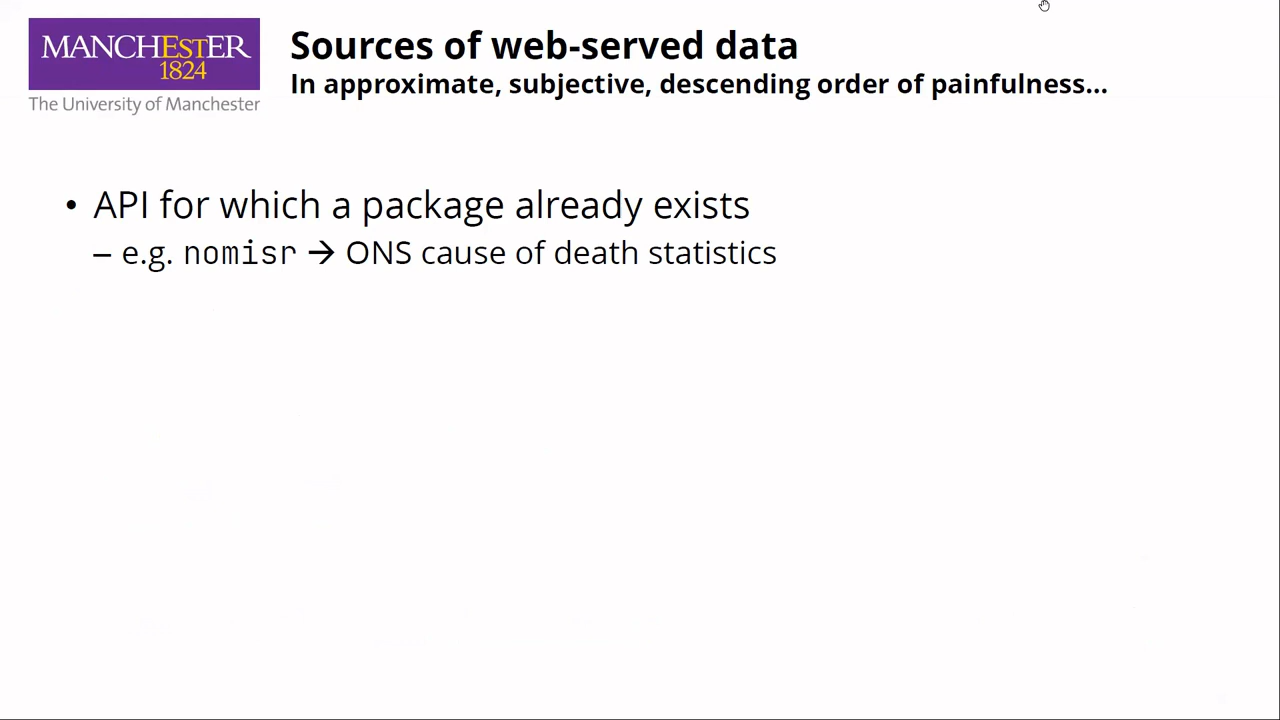 MANCHESTER
1824
The University of Manchester
Sources of web-served data
In approximate, subjective, descending order of painfulness...
• API for which a package already exists
– e.g. nomisr → ONS cause of death statistics